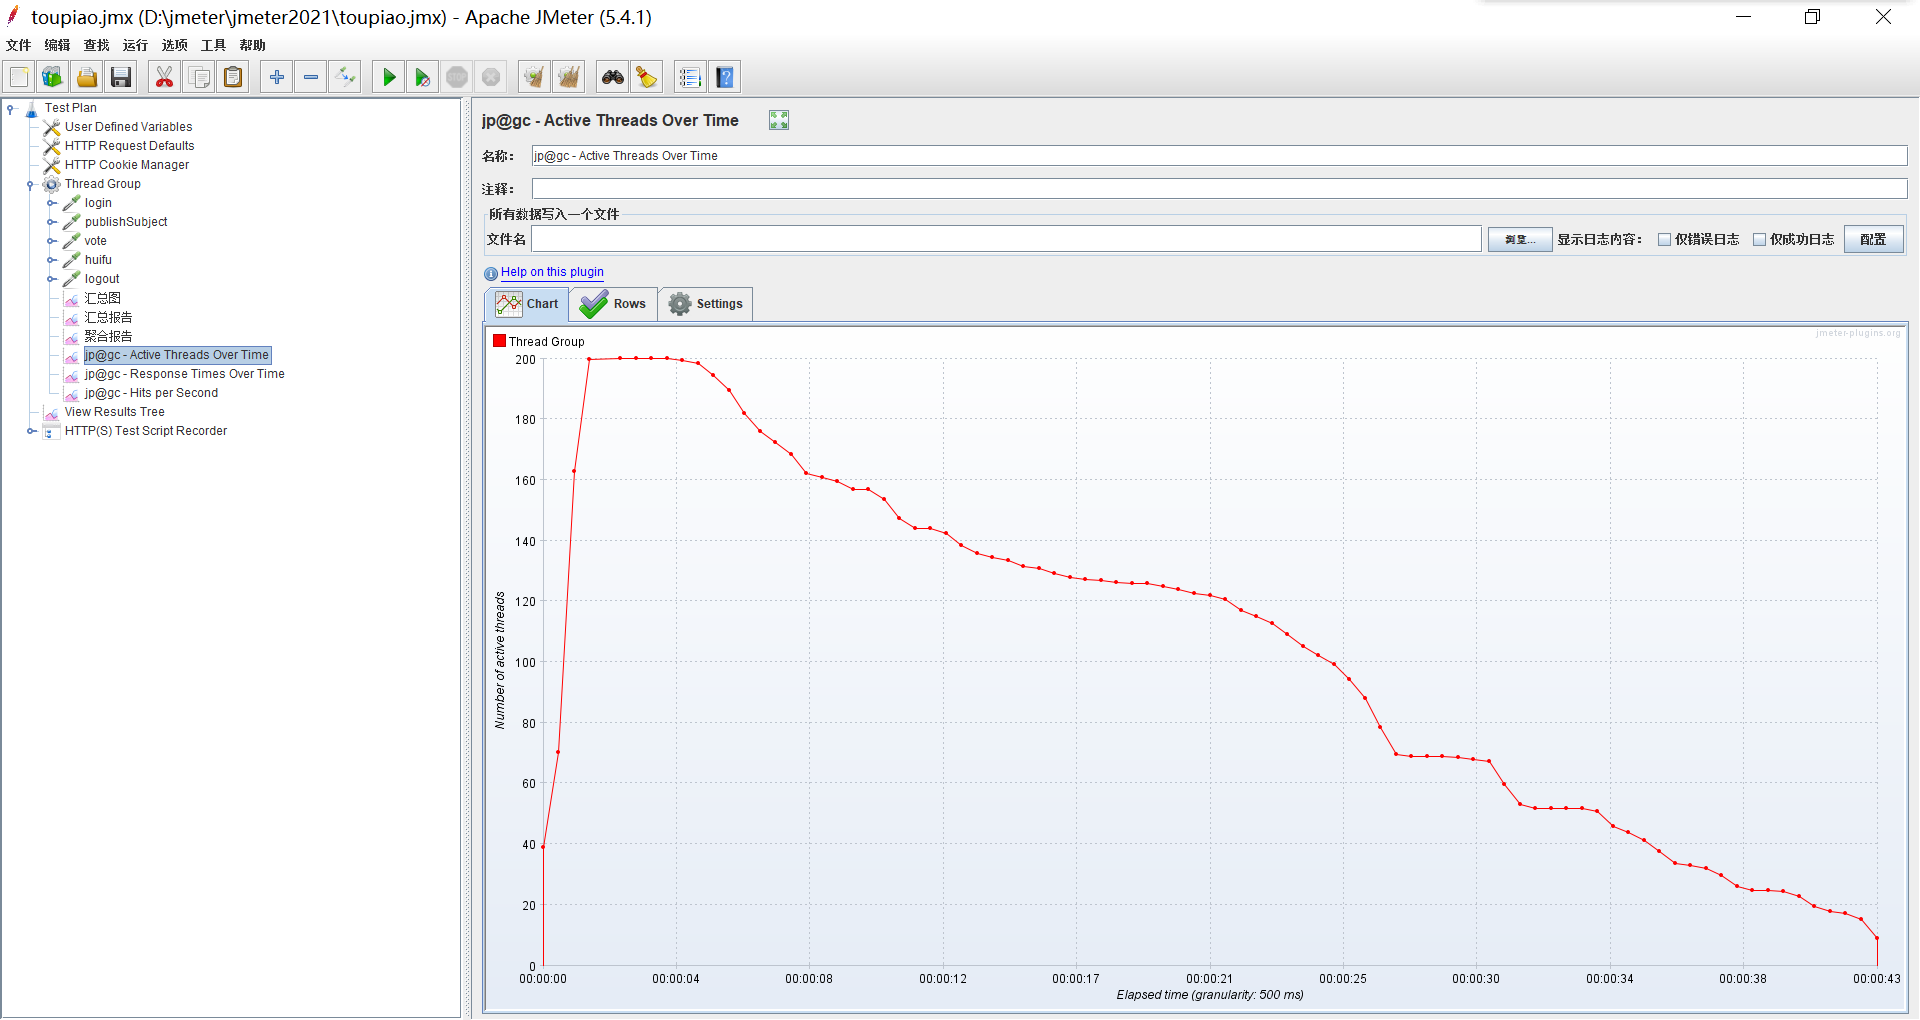 toupiao.jmx (D:\jmeter\jmeter2021\toupiao.jmx) - Apache JMeter (5.4.1)
文件 编辑 查找 运行 选项 工具 帮助
STOP
Test Plan
User Defined Variables
HTTP Request Defaults
HTTP Cookie Manager
Thread Group
login
publishSubject
vote
huifu
logout
汇总图
汇总报告
聚合报告
jp@gc - Active Threads Over Time
jp@gc - Response Times Over Time
jp@gc - Hits per Second
View Results Tree
HTTP(S) Test Script Recorder
jp@gc - Active Threads Over Time
名称： jp@gc - Active Threads Over Time
注释：
所有数据写入一个文件
文件名 浏览... 显示日志内容： 仅错误日志 仅成功日志 配置
Help on this plugin
Chart Rows Settings
jmeter-plugins.org
Thread Group
200
180
160
140
120
100
80
60
40
20
0
Number of active threads
00:00:00 00:00:04 00:00:08 00:00:12 00:00:17 00:00:21 00:00:25 00:00:30 00:00:34 00:00:38 00:00:43
Elapsed time (granularity: 500 ms)